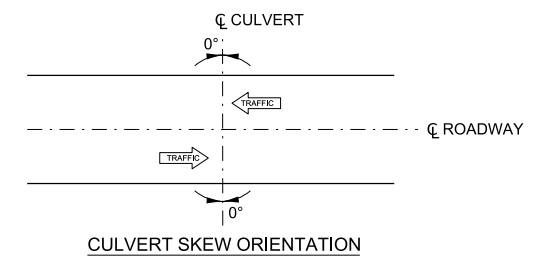 ℄ CULVERT
0°
TRAFFIC
℄ ROADWAY
TRAFFIC
0°
CULVERT SKEW ORIENTATION